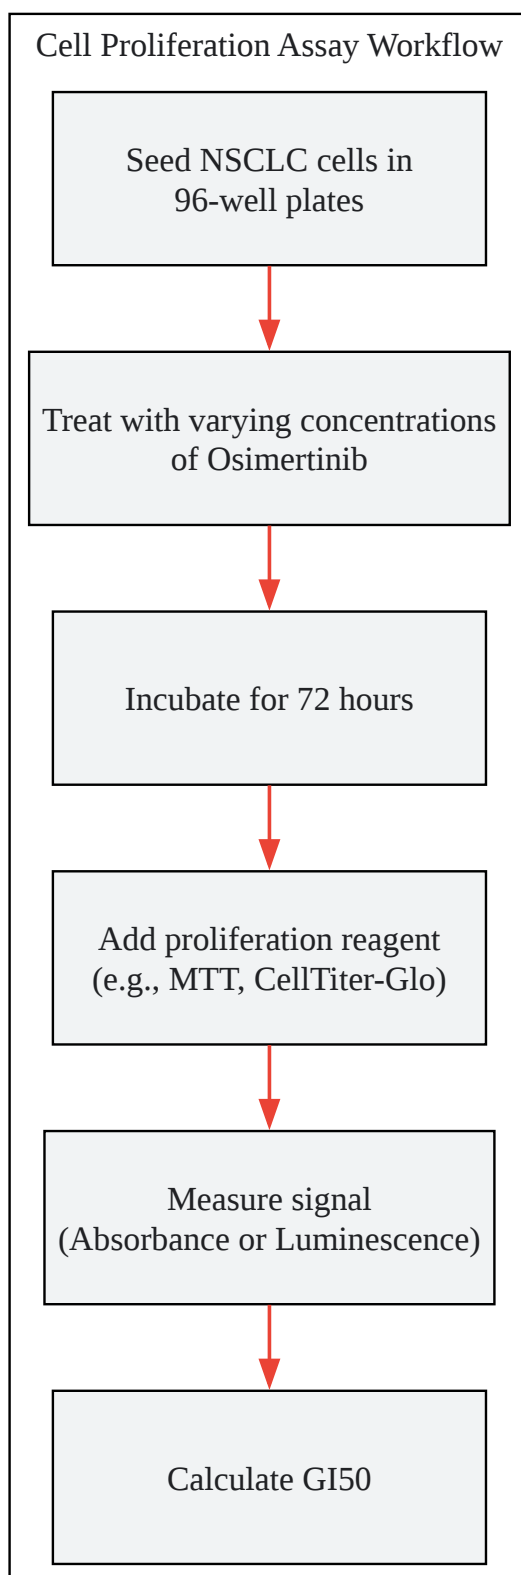 Cell Proliferation Assay Workflow
Seed NSCLC cells in
96-well plates
Treat with varying concentrations
of Osimertinib
Incubate for 72 hours
Add proliferation reagent
(e.g., MTT, CellTiter-Glo)
Measure signal
(Absorbance or Luminescence)
Calculate GI50